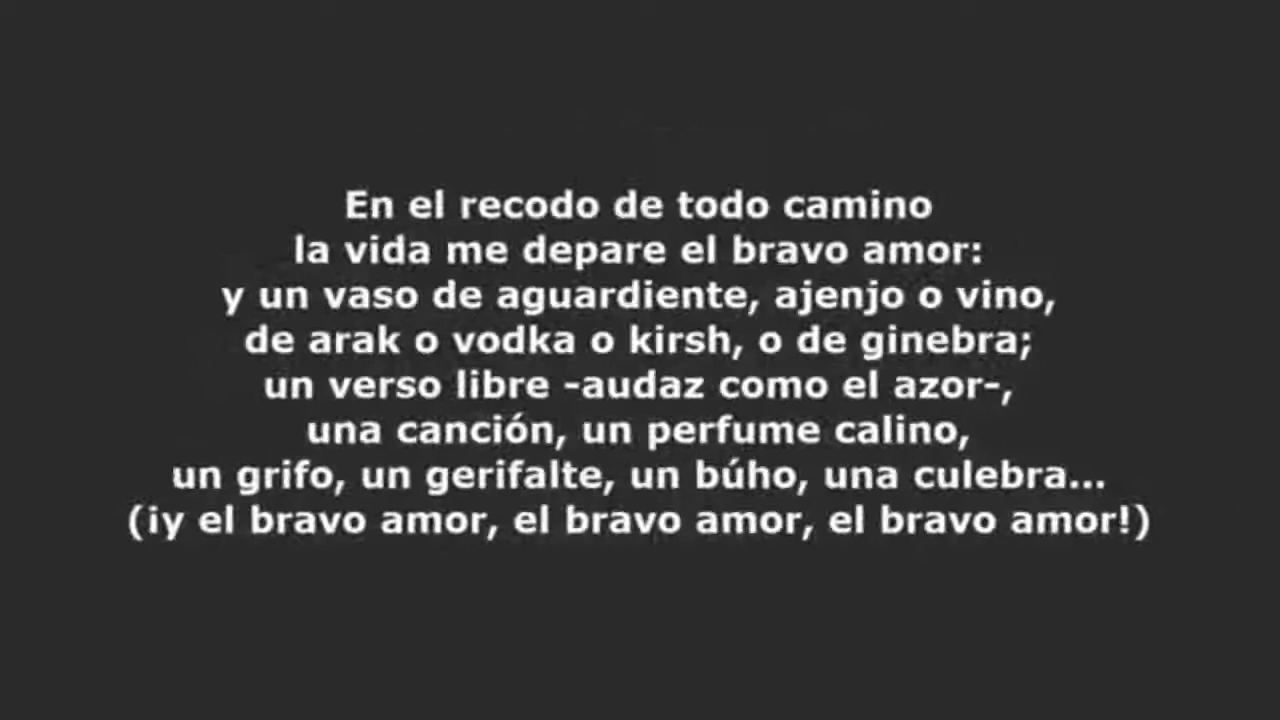 En el recodo de todo camino
la vida me depare el bravo amor:
y un vaso de aguardiente, ajenjo o vino,
de arak o vodka o kirsh, o de ginebra;
un verso libre -audaz como el azor-,
una canción, un perfume calino,
un grifo, un gerifalte, un búho, una culebra...
(¡y el bravo amor, el bravo amor, el bravo amor!)